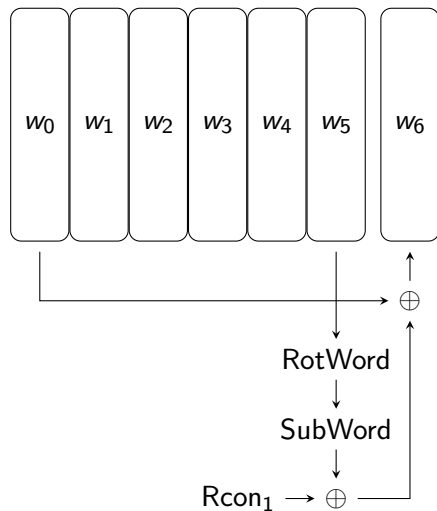 w₀ w₁ w₂ w₃ w₄ w₅ w₆
⊕
RotWord
SubWord
Rcon₁ ⊕